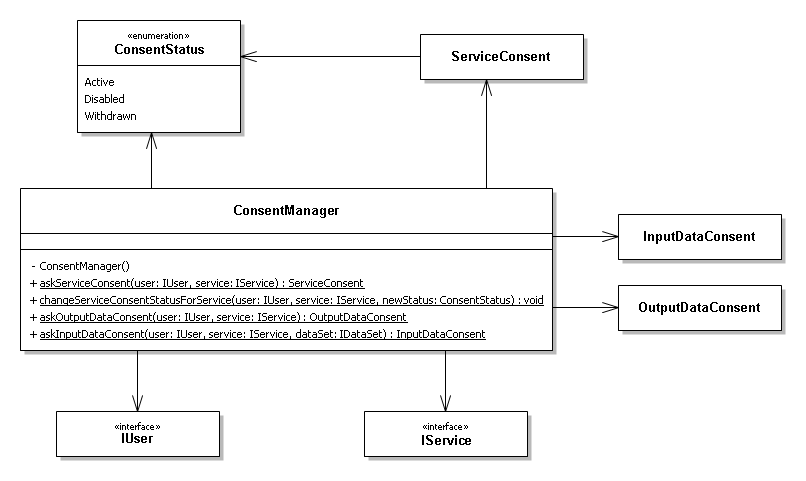 «enumeration»
ConsentStatus
Active
Disabled
Withdrawn
ServiceConsent
ConsentManager
- ConsentManager()
+ askServiceConsent(user: IUser, service: IService) : ServiceConsent
+ changeServiceConsentStatusForService(user: IUser, service: IService, newStatus: ConsentStatus) : void
+ askOutputDataConsent(user: IUser, service: IService) : OutputDataConsent
+ askInputDataConsent(user: IUser, service: IService, dataSet: IDataSet) : InputDataConsent
InputDataConsent
OutputDataConsent
«interface»
IUser
«interface»
IService